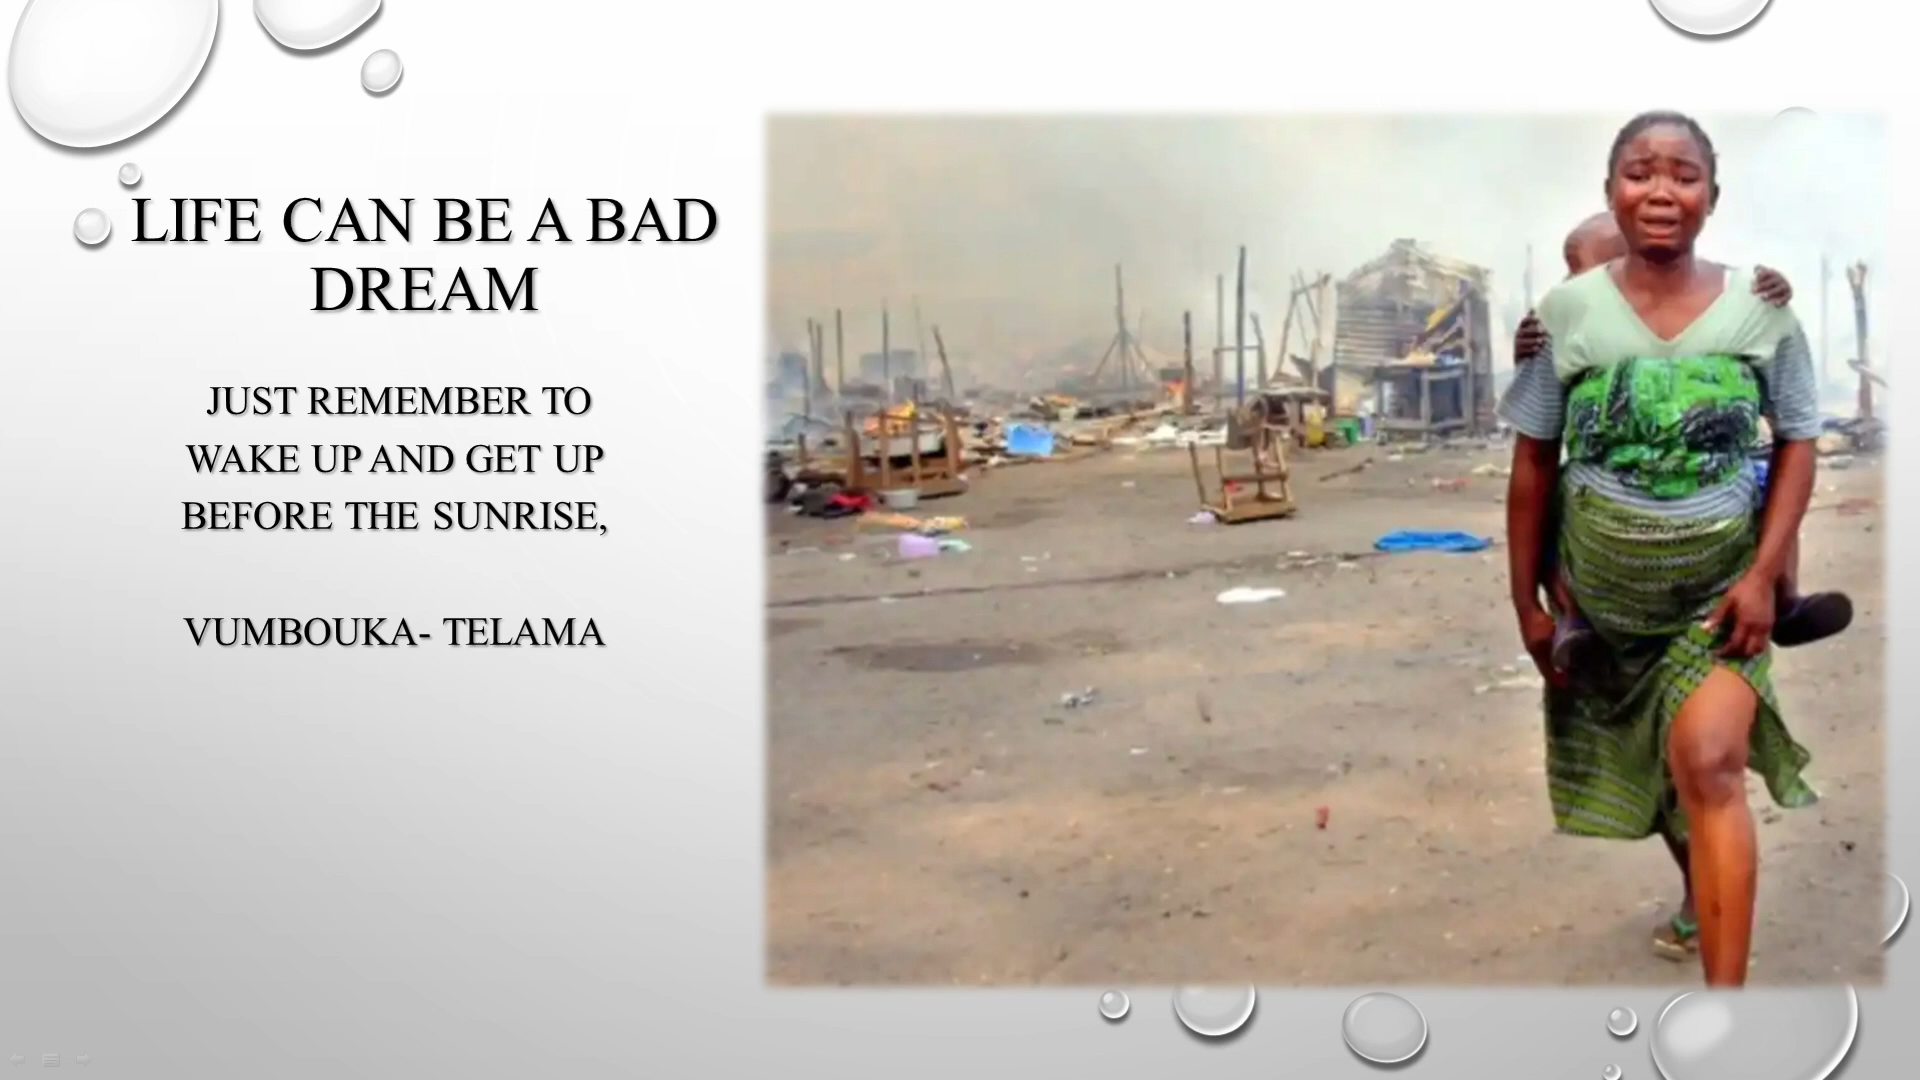 LIFE CAN BE A BAD
DREAM
JUST REMEMBER TO
WAKE UP AND GET UP
BEFORE THE SUNRISE,
VUMBOUKA- TELAMA